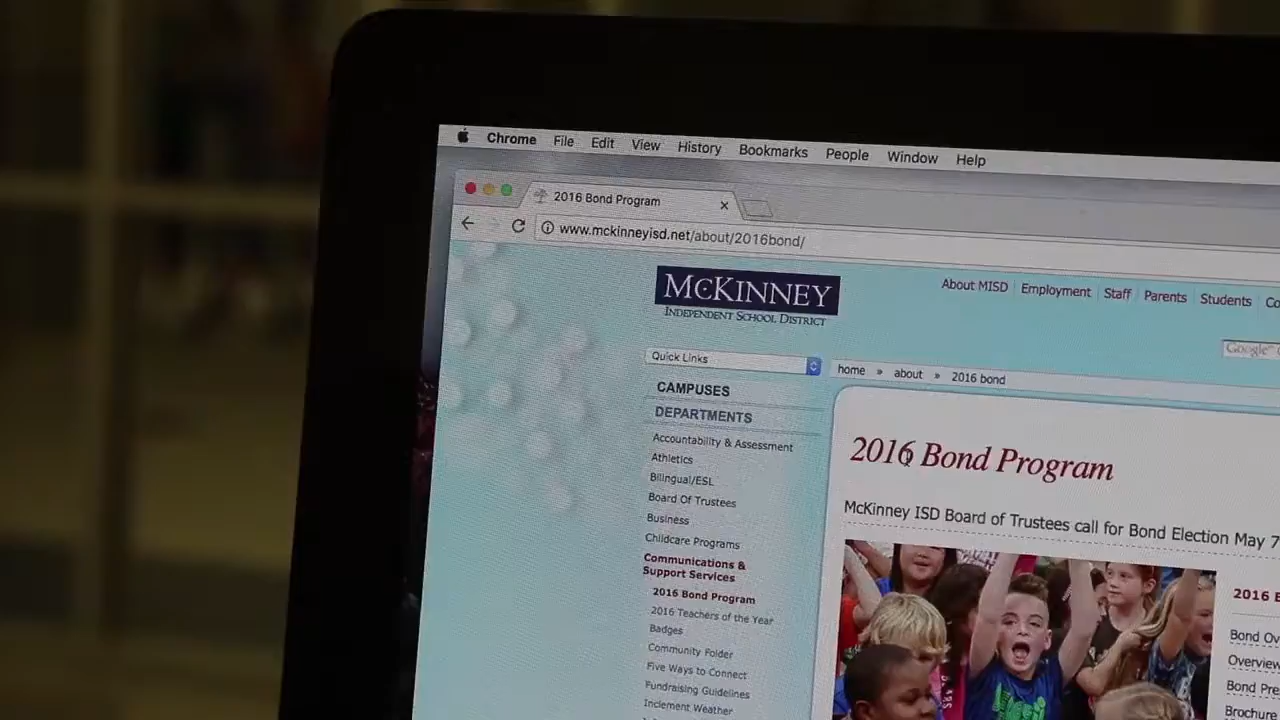 Chrome File Edit View History Bookmarks People Window Help
2016 Bond Program
www.mckinneyisd.net/about/2016bond/
McKINNEY
INDEPENDENT SCHOOL DISTRICT
About MISD Employment Staff Parents Students Co
Google
Quick Links
home » about » 2016 bond
CAMPUSES
DEPARTMENTS
Accountability & Assessment
Athletics
Bilingual/ESL
Board Of Trustees
Business
Childcare Programs
Communications &
Support Services
2016 Bond Program
2016 Teachers of the Year
Badges
Community Folder
Five Ways to Connect
Fundraising Guidelines
Inclement Weather
2016 Bond Program
McKinney ISD Board of Trustees call for Bond Election May 7
2016 B
Bond Ov
Overview
Bond Pre
Brochure